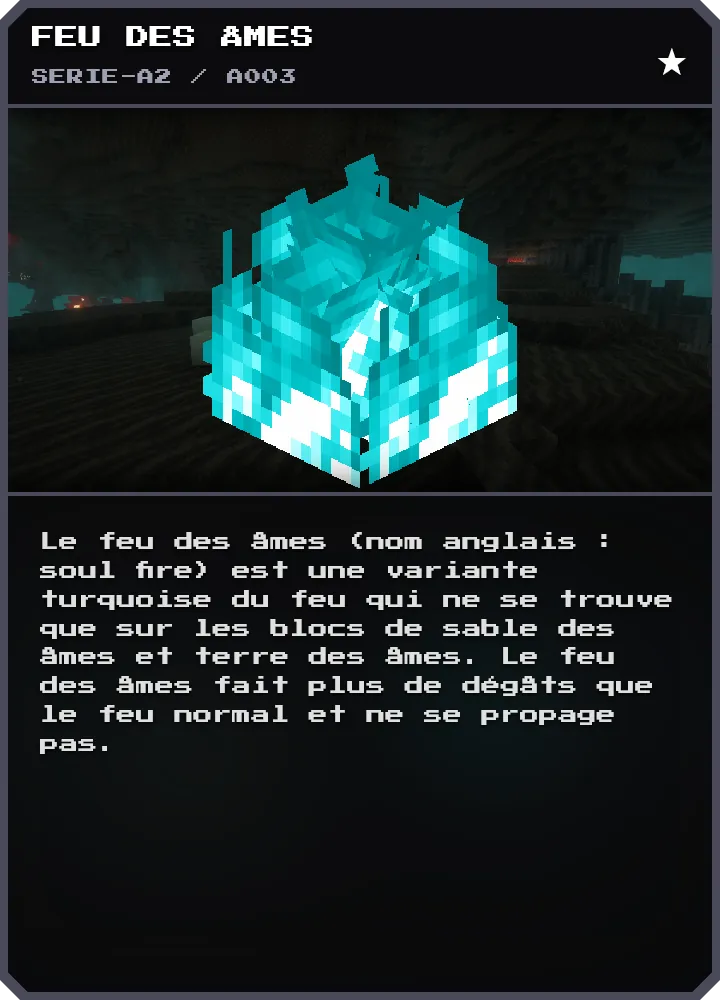 FEU DES AMES
SERIE-A2 / A003
Le feu des âmes (nom anglais :
soul fire) est une variante
turquoise du feu qui ne se trouve
que sur les blocs de sable des
âmes et terre des âmes. Le feu
des âmes fait plus de dégâts que
le feu normal et ne se propage
pas.